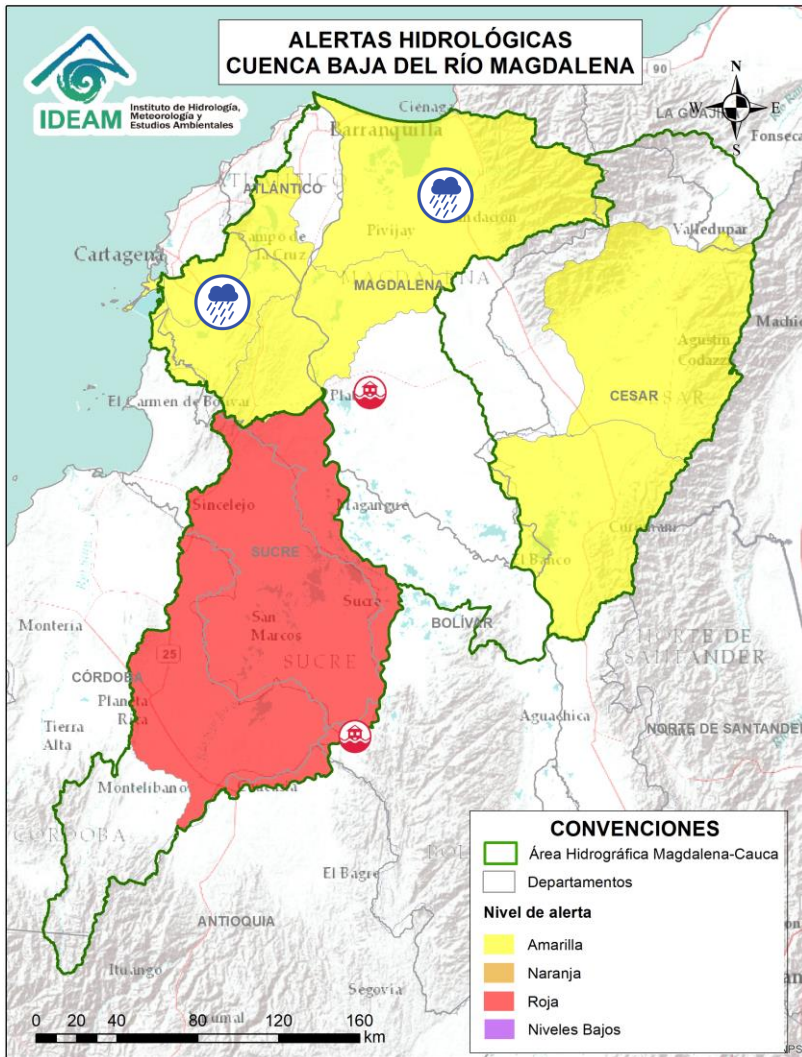 ALERTAS HIDROLÓGICAS
CUENCA BAJA DEL RÍO MAGDALENA
IDEAM
Instituto de Hidrología,
Meteorología y
Estudios Ambientales
N
W
E
S
90
LA GUAJIRA
Fonseca
Ciénaga
Barranquilla
ATLÁNTICO
Fundación
Pivijay
Campo de
la Cruz
Valledupar
Cartagena
MAGDALENA
MAGDALENA
Agustín
Codazzi
El Carmen de Bolívar
Pla
CESAR
Sincelejo
Magangué
SUCRE
El Banco
San
Marcos
Sucre
SUCRE
Montería
BOLÍVAR
25
CÓRDOBA
NORTE DE
SANTANDER
Planeta
Rica
Tierra
Alta
Aguachica
NORTE DE SANTANDER
Montelíbano
CÓRDOBA
El Bagre
ANTIOQUIA
Ituango
Segovia
CONVENCIONES
Área Hidrográfica Magdalena-Cauca
Departamentos
Nivel de alerta
Amarilla
Naranja
Roja
Niveles Bajos
0 20 40 80 120 160
km